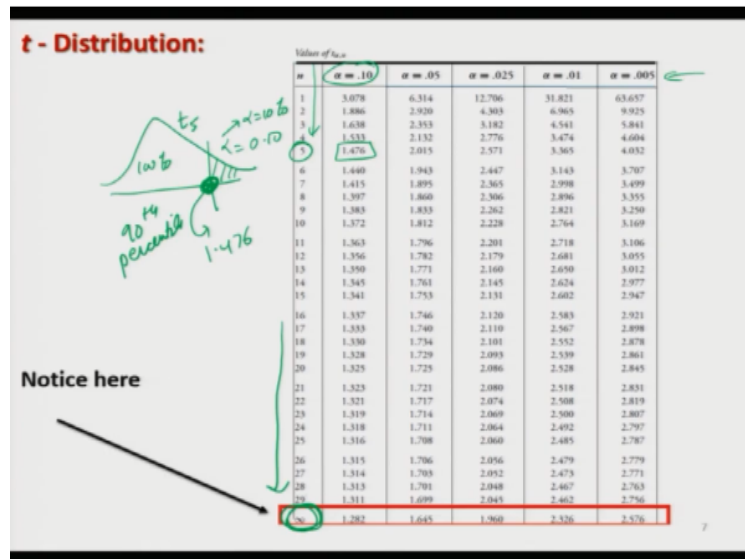 t - Distribution:
Values of tα,n
n α = .10 α = .05 α = .025 α = .01 α = .005
1 3.078 6.314 12.706 31.821 63.657
2 1.886 2.920 4.303 6.965 9.925
3 1.638 2.353 3.182 4.541 5.841
4 1.533 2.132 2.776 3.474 4.604
5 1.476 2.015 2.571 3.365 4.032
6 1.440 1.943 2.447 3.143 3.707
7 1.415 1.895 2.365 2.998 3.499
8 1.397 1.860 2.306 2.896 3.355
9 1.383 1.833 2.262 2.821 3.250
10 1.372 1.812 2.228 2.764 3.169
11 1.363 1.796 2.201 2.718 3.106
12 1.356 1.782 2.179 2.681 3.055
13 1.350 1.771 2.160 2.650 3.012
14 1.345 1.761 2.145 2.624 2.977
15 1.341 1.753 2.131 2.602 2.947
16 1.337 1.746 2.120 2.583 2.921
17 1.333 1.740 2.110 2.567 2.898
18 1.330 1.734 2.101 2.552 2.878
19 1.328 1.729 2.093 2.539 2.861
20 1.325 1.725 2.086 2.528 2.845
21 1.323 1.721 2.080 2.518 2.831
22 1.321 1.717 2.074 2.508 2.819
23 1.319 1.714 2.069 2.500 2.807
24 1.318 1.711 2.064 2.492 2.797
25 1.316 1.708 2.060 2.485 2.787
26 1.315 1.706 2.056 2.479 2.779
27 1.314 1.703 2.052 2.473 2.771
28 1.313 1.701 2.048 2.467 2.763
29 1.311 1.699 2.045 2.462 2.756
∞ 1.282 1.645 1.960 2.326 2.576
t5
α=10%
α=0.10
90th
percentile
1.476
Notice here
7